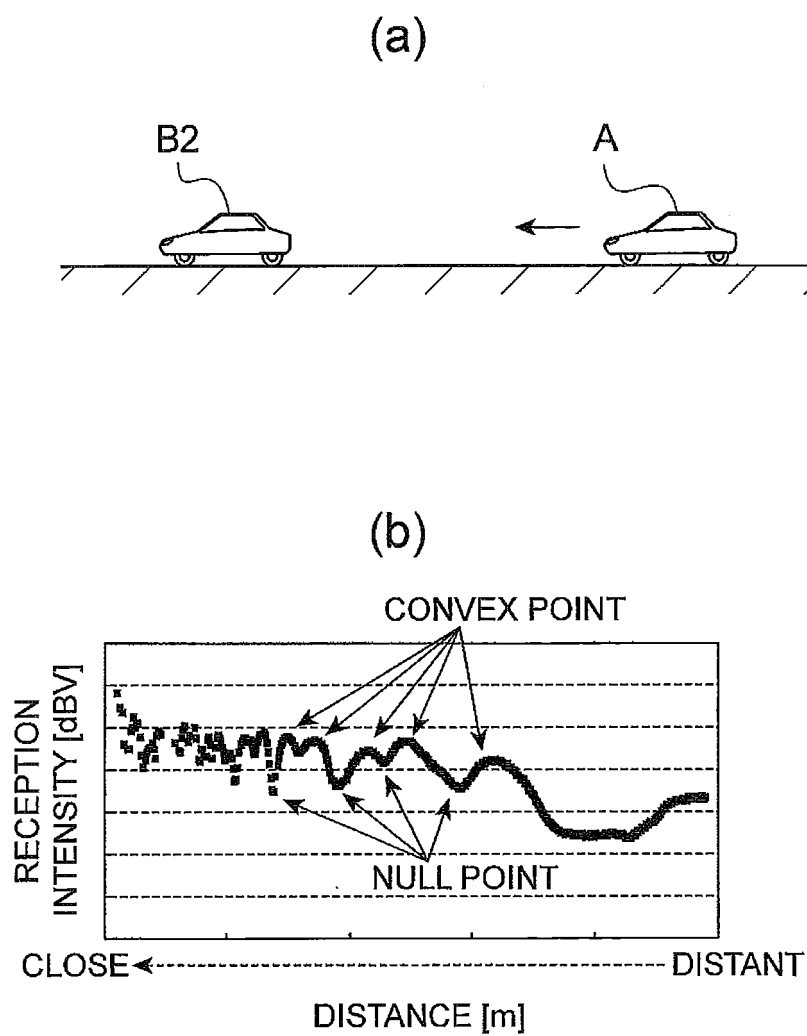 (a)
B2
A
(b)
CONVEX POINT
RECEPTION
INTENSITY [dBV]
NULL POINT
CLOSE
DISTANT
DISTANCE [m]